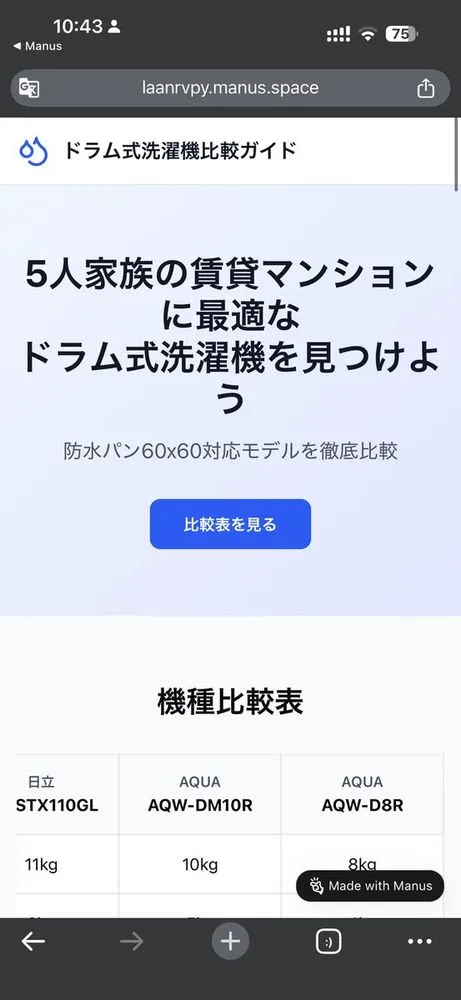 10:43
75
◀ Manus
laanrvpy.manus.space
ドラム式洗濯機比較ガイド
5人家族の賃貸マンション
に最適な
ドラム式洗濯機を見つけよ
う
防水パン60x60対応モデルを徹底比較
比較表を見る
機種比較表
日立 AQUA AQUA
STX110GL AQW-DM10R AQW-D8R
11kg 10kg 8kg
Made with Manus
:)